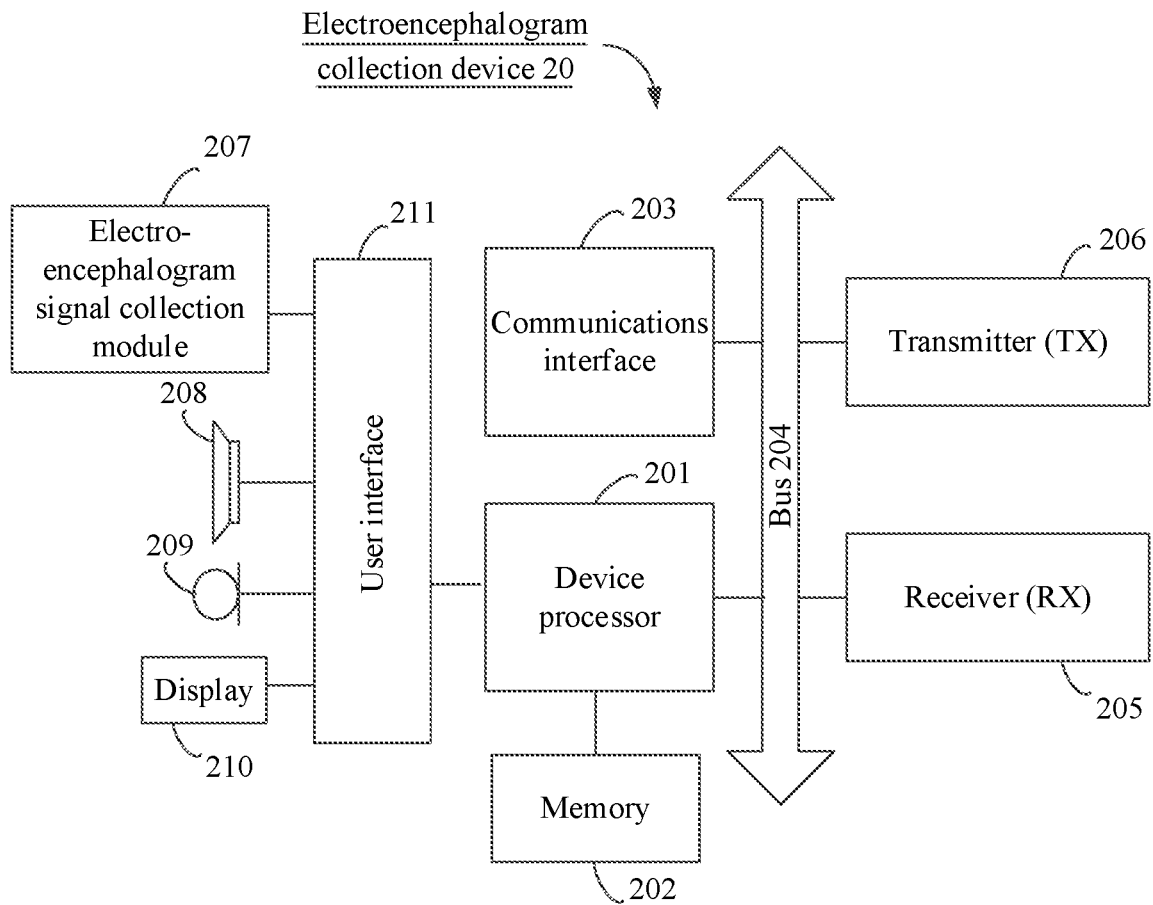 Electroencephalogram
collection device 20
207
Electro-
encephalogram
signal collection
module
211
User interface
203
Communications
interface
206
Transmitter (TX)
208
209
Display
210
201
Device
processor
Bus 204
Receiver (RX)
205
Memory
202